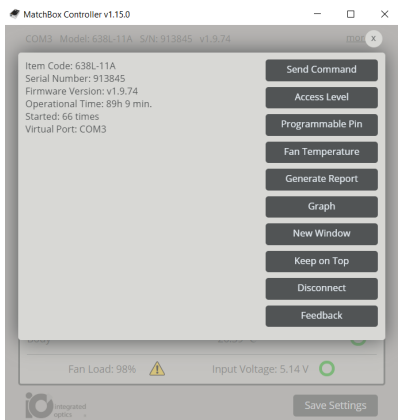 MatchBox Controller v1.15.0
COM3 Model: 638L-11A S/N: 913845 v1.9.74
x
Item Code: 638L-11A
Serial Number: 913845
Firmware Version: v1.9.74
Operational Time: 89h 9 min.
Started: 66 times
Virtual Port: COM3
Send Command
Access Level
Programmable Pin
Fan Temperature
Generate Report
Graph
New Window
Keep on Top
Disconnect
Feedback
Fan Load: 98%
Input Voltage: 5.14 V
integrated
optics
Save Settings